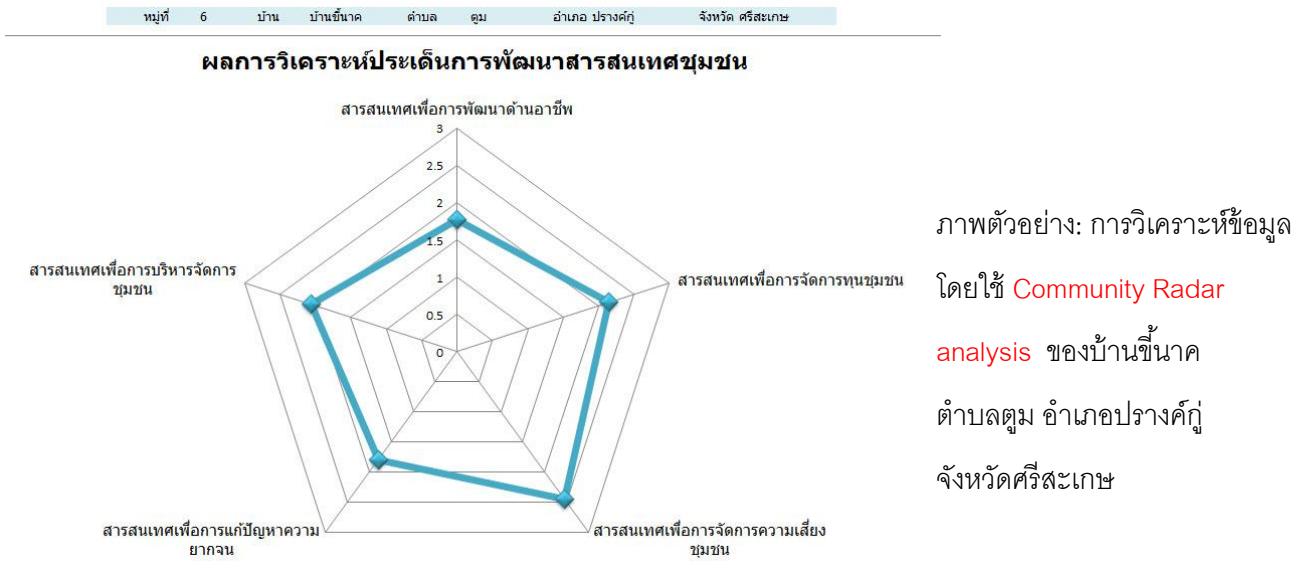 หมู่ที่ 6 บ้าน บ้านขี้นาค ตำบล ตูม อำเภอ ปรางค์กู่ จังหวัด ศรีสะเกษ
ผลการวิเคราะห์ประเด็นการพัฒนาสารสนเทศชุมชน
สารสนเทศเพื่อการพัฒนาด้านอาชีพ
3
2.5
2
1.5
1
0.5
0
สารสนเทศเพื่อการจัดการทุนชุมชน
สารสนเทศเพื่อการจัดการความเสี่ยง
ชุมชน
สารสนเทศเพื่อการแก้ปัญหาความ
ยากจน
สารสนเทศเพื่อการบริหารจัดการ
ชุมชน
ภาพตัวอย่าง: การวิเคราะห์ข้อมูล
โดยใช้ Community Radar
analysis ของบ้านขี้นาค
ตำบลตูม อำเภอปรางค์กู่
จังหวัดศรีสะเกษ